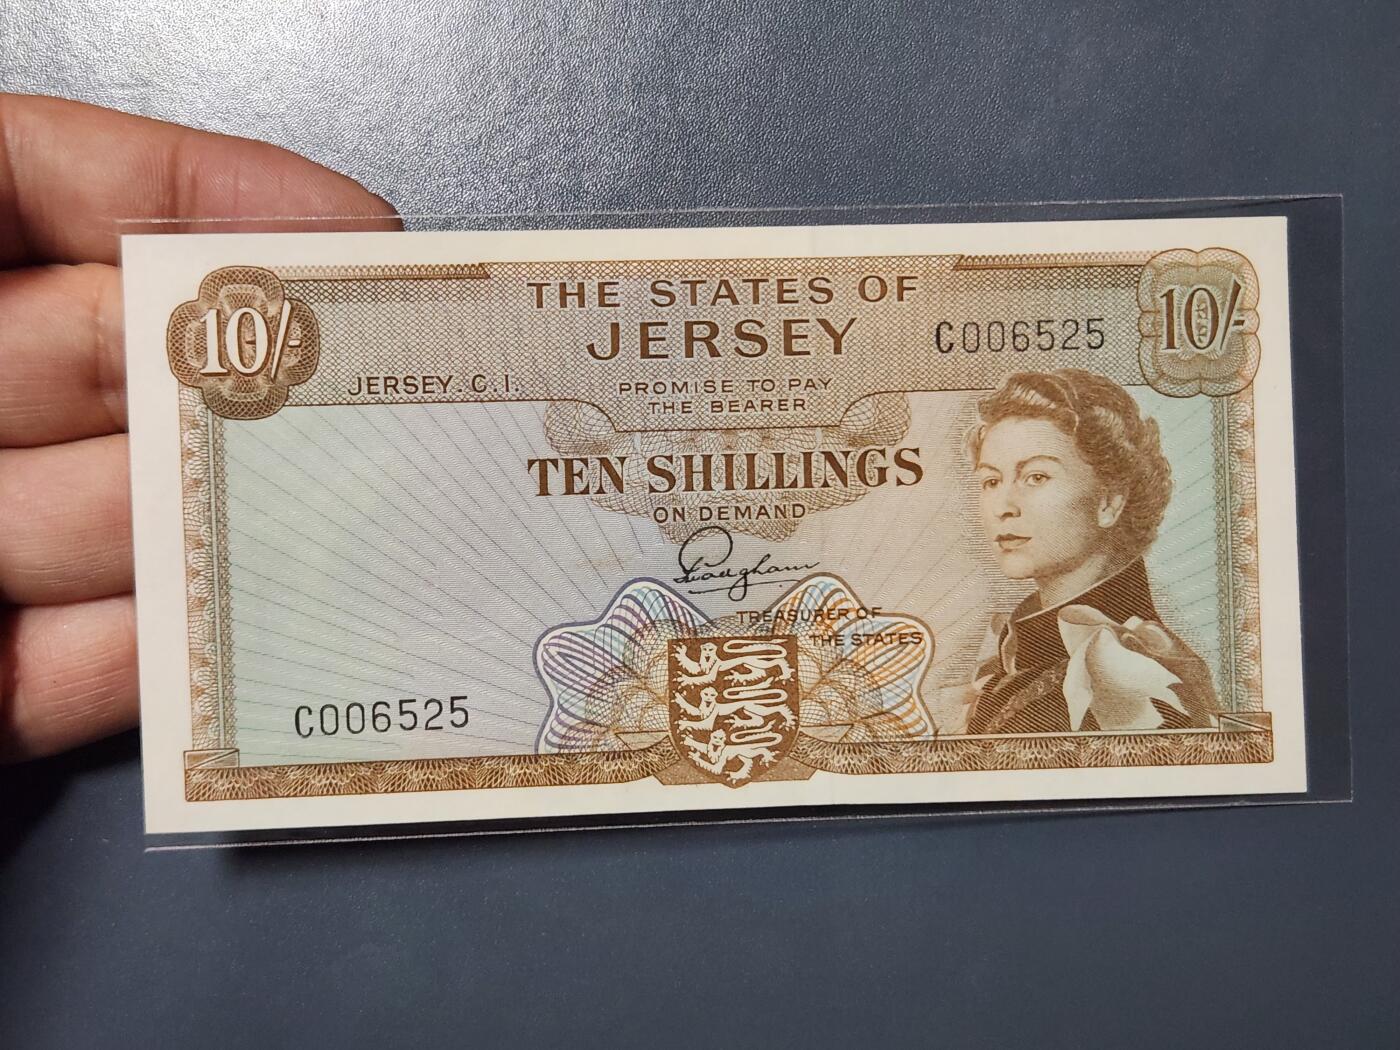 THE STATES OF
JERSEY
10/-
C006525
10/-
JERSEY. C.I.
PROMISE TO PAY
THE BEARER
TEN SHILLINGS
ON DEMAND
Padgham
TREASURER OF
THE STATES
C006525